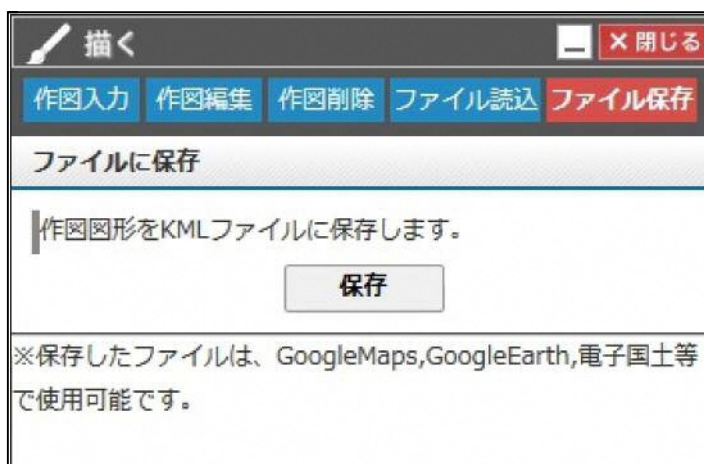 描く
× 閉じる
作図入力 作図編集 作図削除 ファイル読込 ファイル保存
ファイルに保存
作図図形をKMLファイルに保存します。
保存
※保存したファイルは、GoogleMaps,GoogleEarth,電子国土等
で使用可能です。